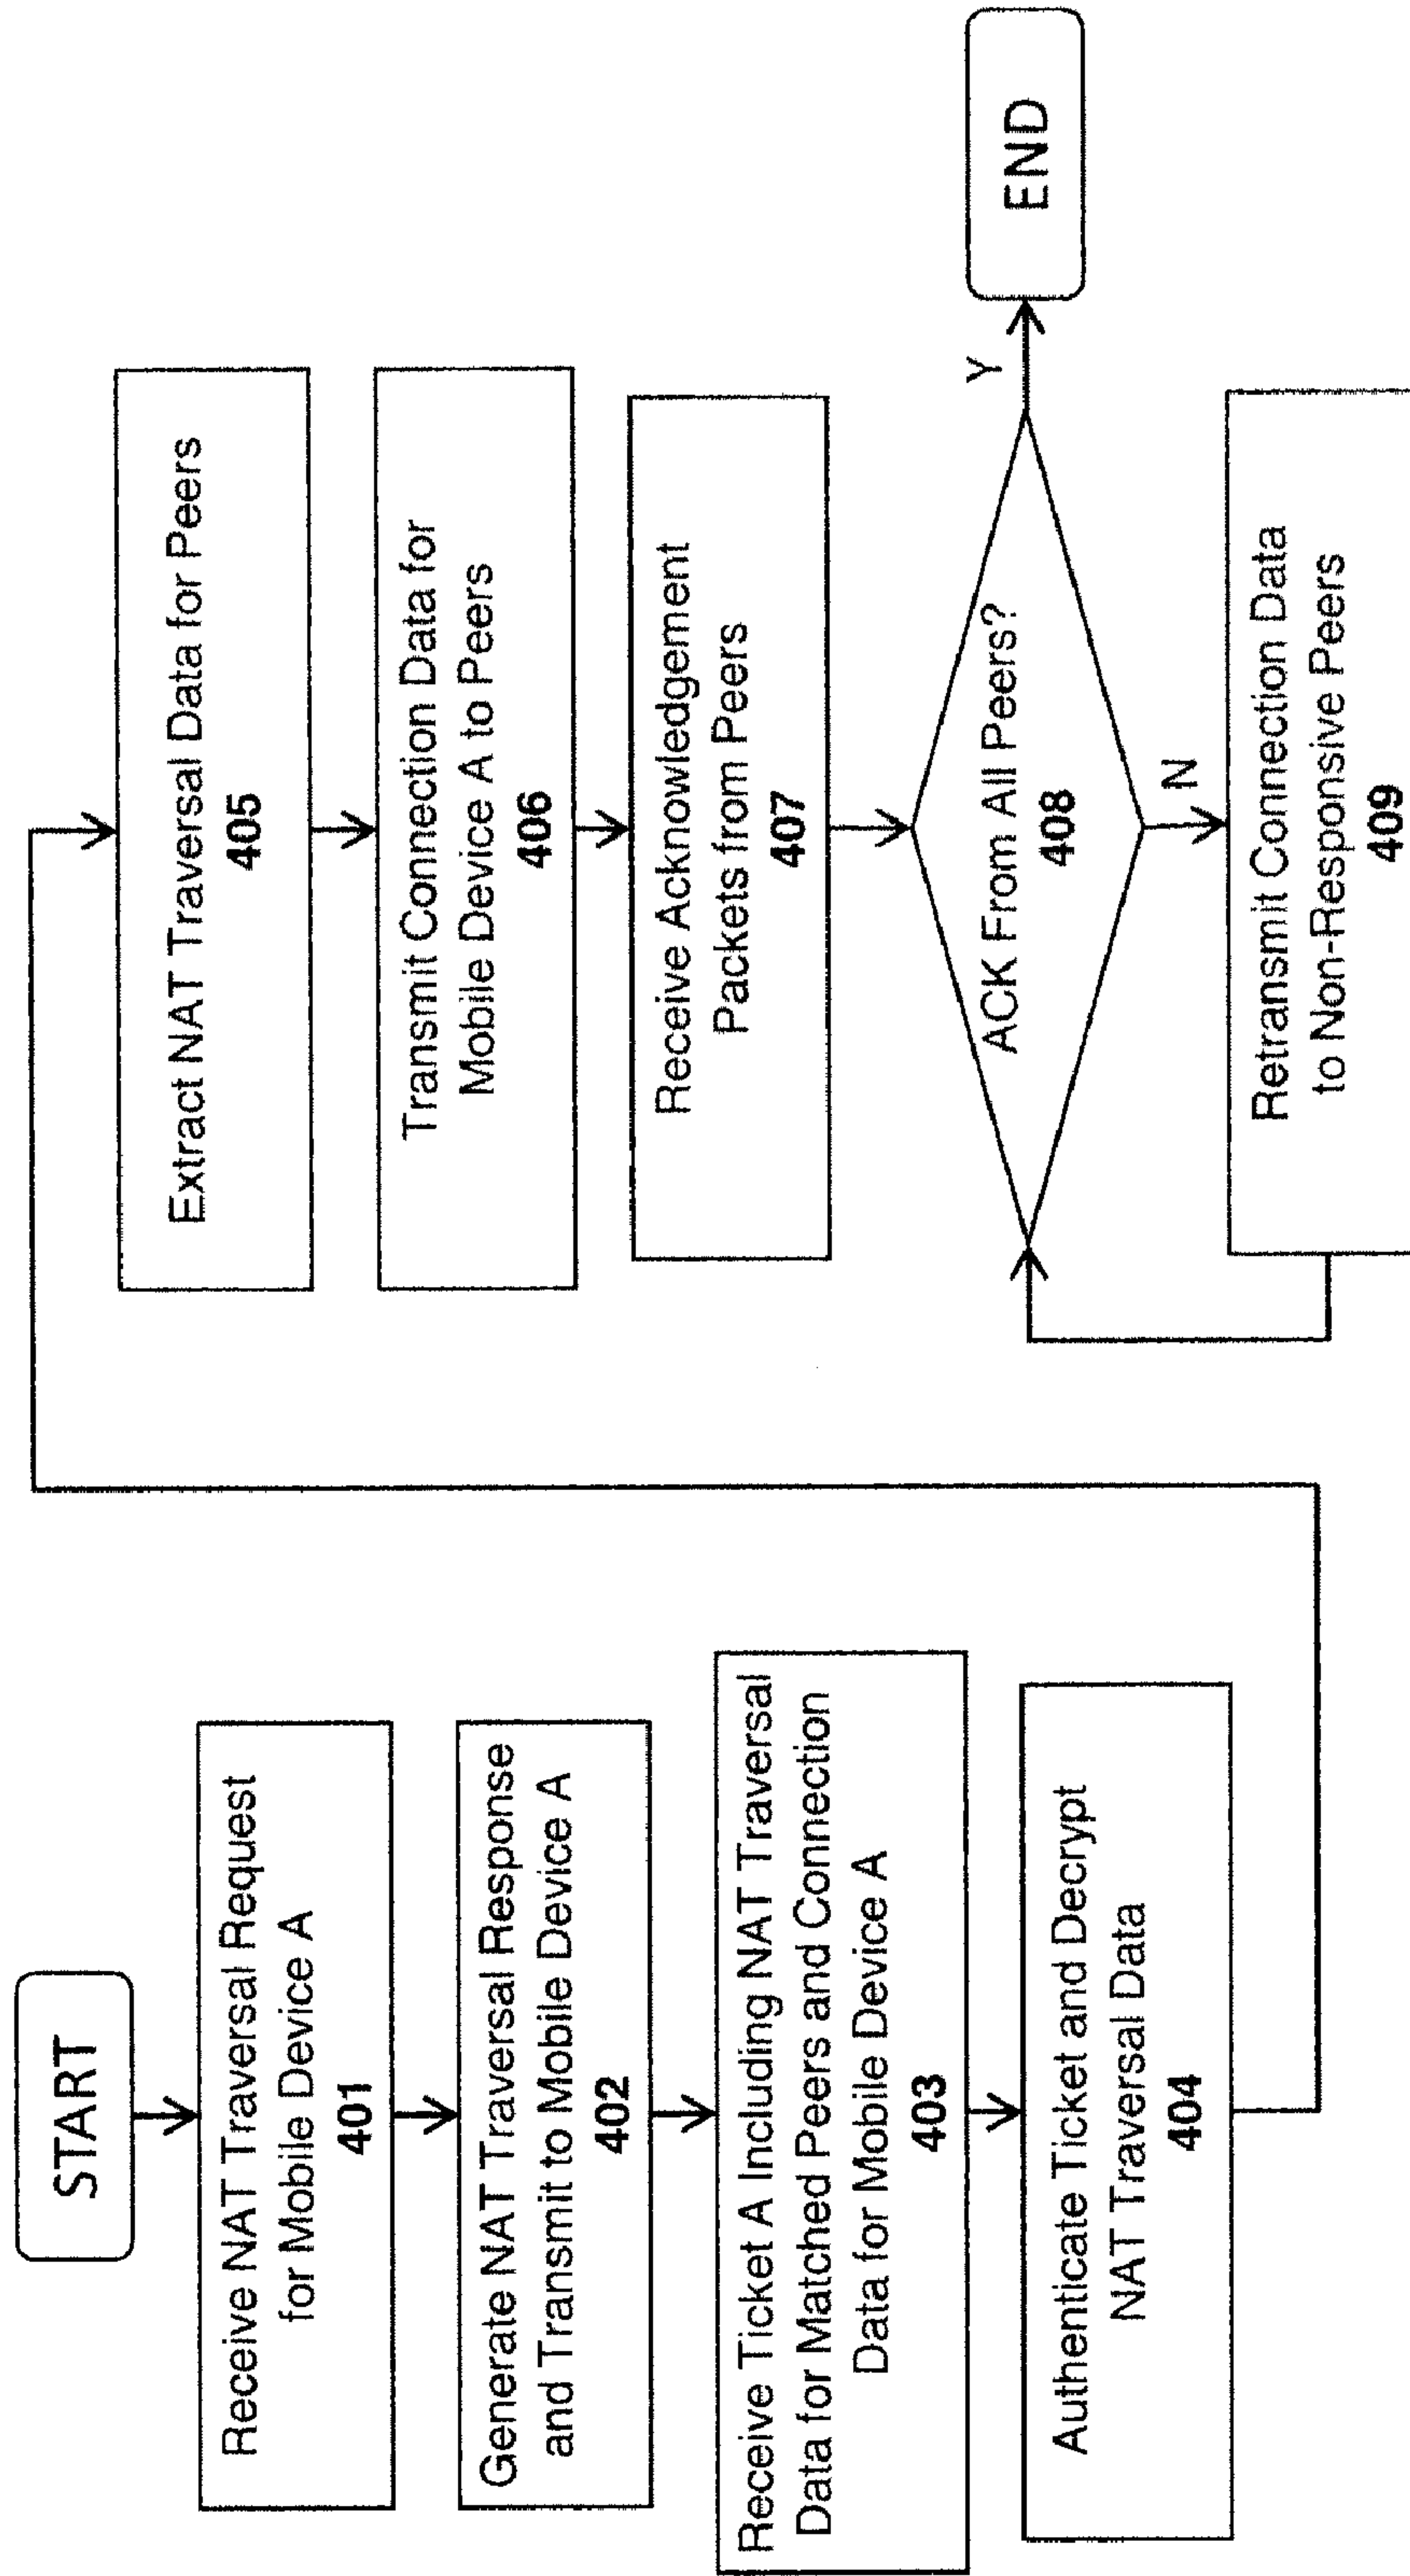 START
Receive NAT Traversal Request
for Mobile Device A
401
Generate NAT Traversal Response
and Transmit to Mobile Device A
402
Receive Ticket A Including NAT Traversal
Data for Matched Peers and Connection
Data for Mobile Device A
403
Authenticate Ticket and Decrypt
NAT Traversal Data
404
Extract NAT Traversal Data for Peers
405
Transmit Connection Data for
Mobile Device A to Peers
406
Receive Acknowledgement
Packets from Peers
407
ACK From All Peers?
408
Y
END
N
Retransmit Connection Data
to Non-Responsive Peers
409